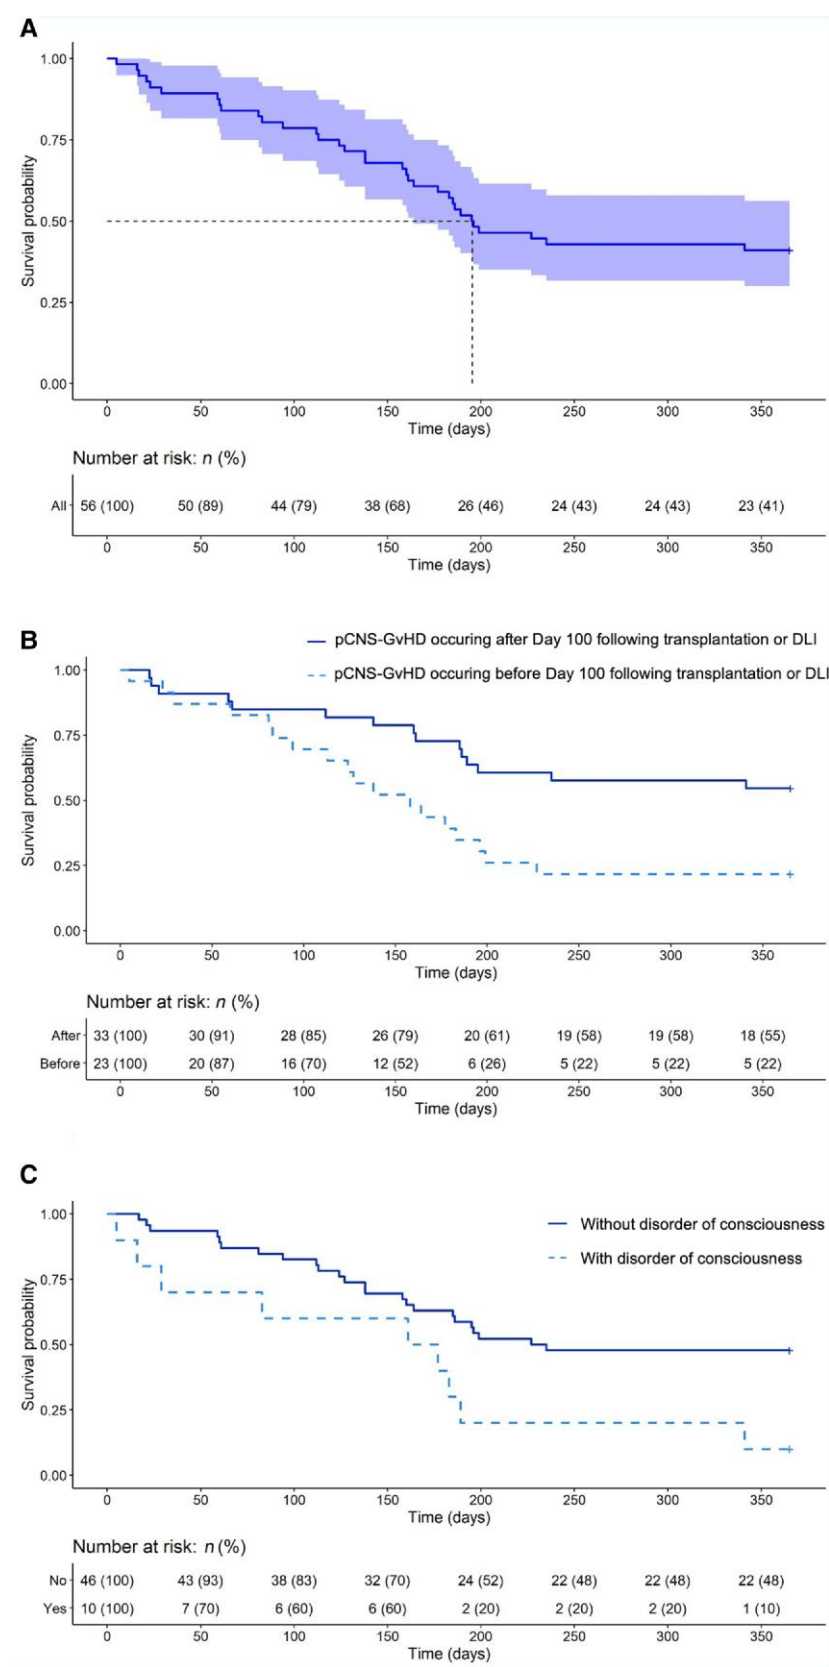 A
1.00
0.75
0.50
0.25
0.00
Survival probability
0 50 100 150 200 250 300 350
Time (days)
Number at risk: n (%)
All 56 (100) 50 (89) 44 (79) 38 (68) 26 (46) 24 (43) 24 (43) 23 (41)
0 50 100 150 200 250 300 350
Time (days)
B
pCNS-GvHD occuring after Day 100 following transplantation or DLI
pCNS-GvHD occuring before Day 100 following transplantation or DLI
1.00
0.75
0.50
0.25
0.00
Survival probability
0 50 100 150 200 250 300 350
Time (days)
Number at risk: n (%)
After 33 (100) 30 (91) 28 (85) 26 (79) 20 (61) 19 (58) 19 (58) 18 (55)
Before 23 (100) 20 (87) 16 (70) 12 (52) 6 (26) 5 (22) 5 (22) 5 (22)
0 50 100 150 200 250 300 350
Time (days)
C
Without disorder of consciousness
With disorder of consciousness
1.00
0.75
0.50
0.25
0.00
Survival probability
0 50 100 150 200 250 300 350
Time (days)
Number at risk: n (%)
No 46 (100) 43 (93) 38 (83) 32 (70) 24 (52) 22 (48) 22 (48) 22 (48)
Yes 10 (100) 7 (70) 6 (60) 6 (60) 2 (20) 2 (20) 2 (20) 1 (10)
0 50 100 150 200 250 300 350
Time (days)